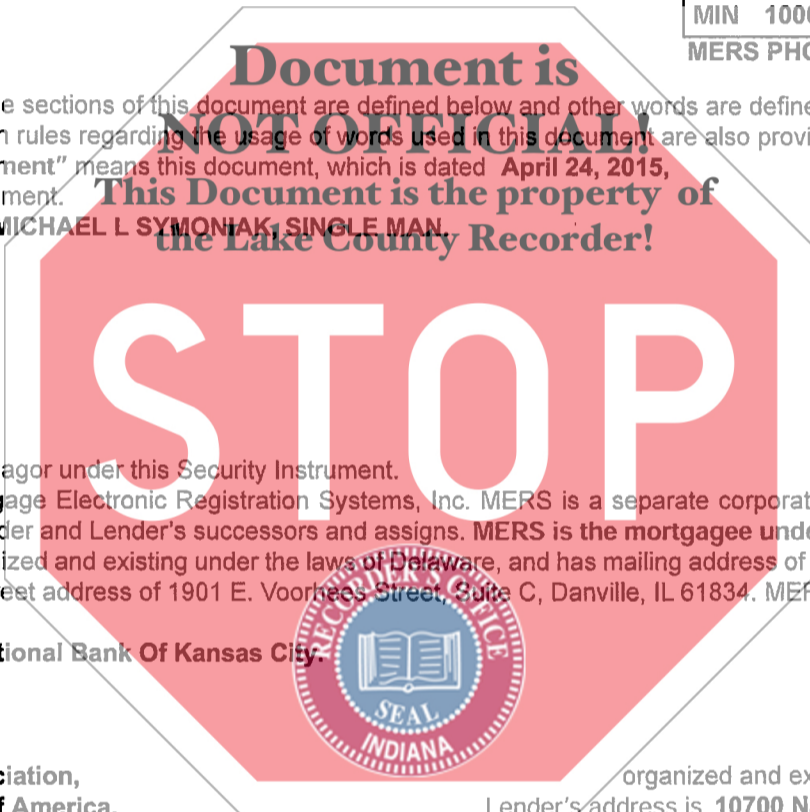 MIN 1000
MERS PHO
Document is
e sections of this document are defined below and other words are define
n rules regarding the usage of words used in this document are also provi
NOT OFFICIAL!
ment" means this document, which is dated April 24, 2015,
ment.
This Document is the property of
MICHAEL L SYMONIAK, SINGLE MAN.
the Lake County Recorder!
STOP
agor under this Security Instrument.
gage Electronic Registration Systems, Inc. MERS is a separate corporat
der and Lender's successors and assigns. MERS is the mortgagee unde
ized and existing under the laws of Delaware, and has mailing address of
eet address of 1901 E. Voorhees Street, Suite C, Danville, IL 61834. MER
tional Bank Of Kansas City.
RECORDER'S OFFICE
SEAL
INDIANA
ciation,
organized and ex
f America.
Lender's address is 10700 N